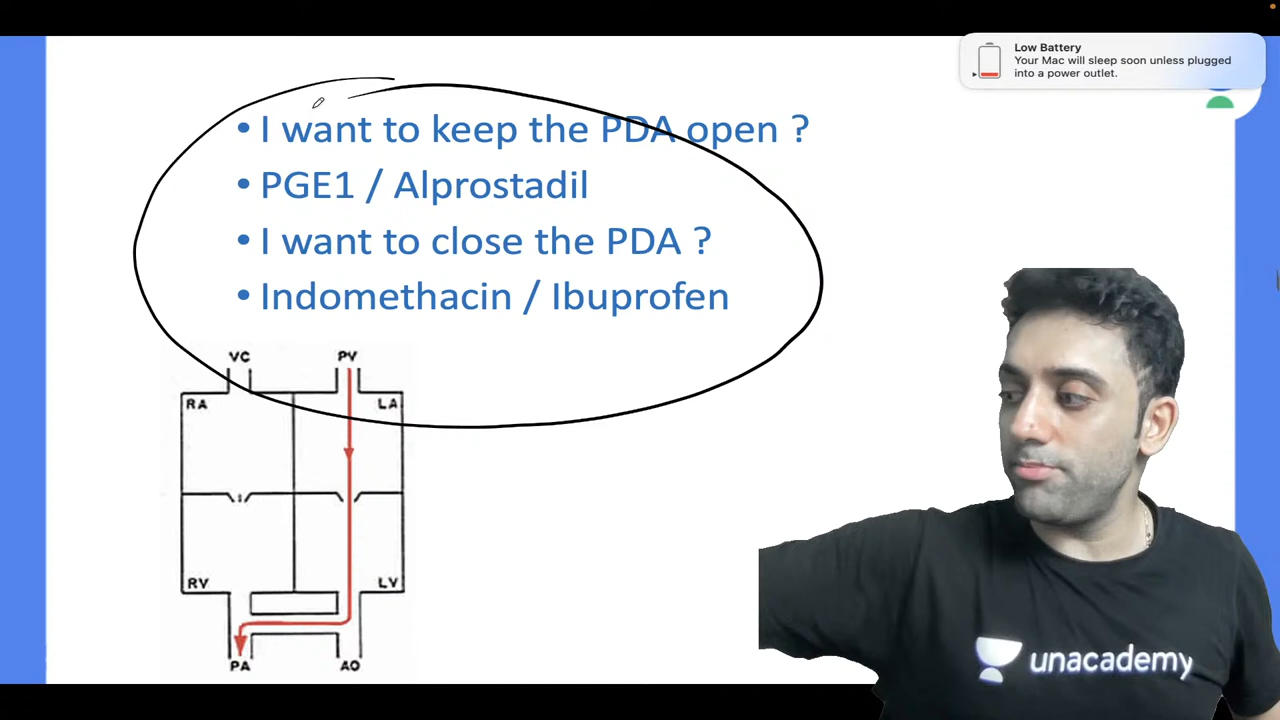 Low Battery
Your Mac will sleep soon unless plugged
into a power outlet.
• I want to keep the PDA open ?
• PGE1 / Alprostadil
• I want to close the PDA ?
• Indomethacin / Ibuprofen
VC PV
RA LA
RV LV
PA AO
unacademy